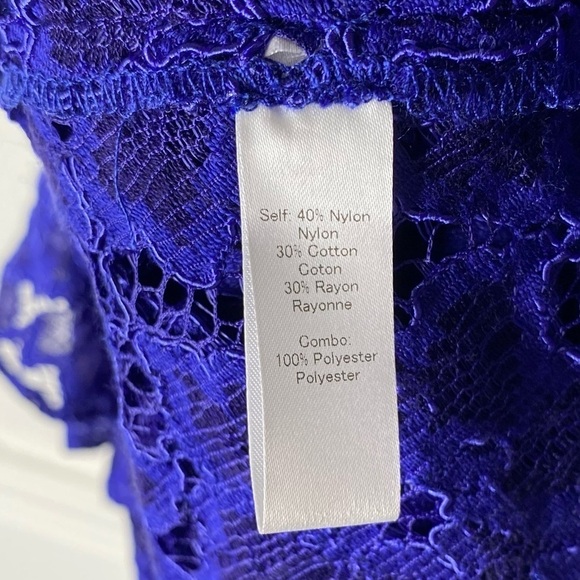 Self: 40% Nylon
Nylon
30% Cotton
Coton
30% Rayon
Rayonne
Combo:
100% Polyester
Polyester